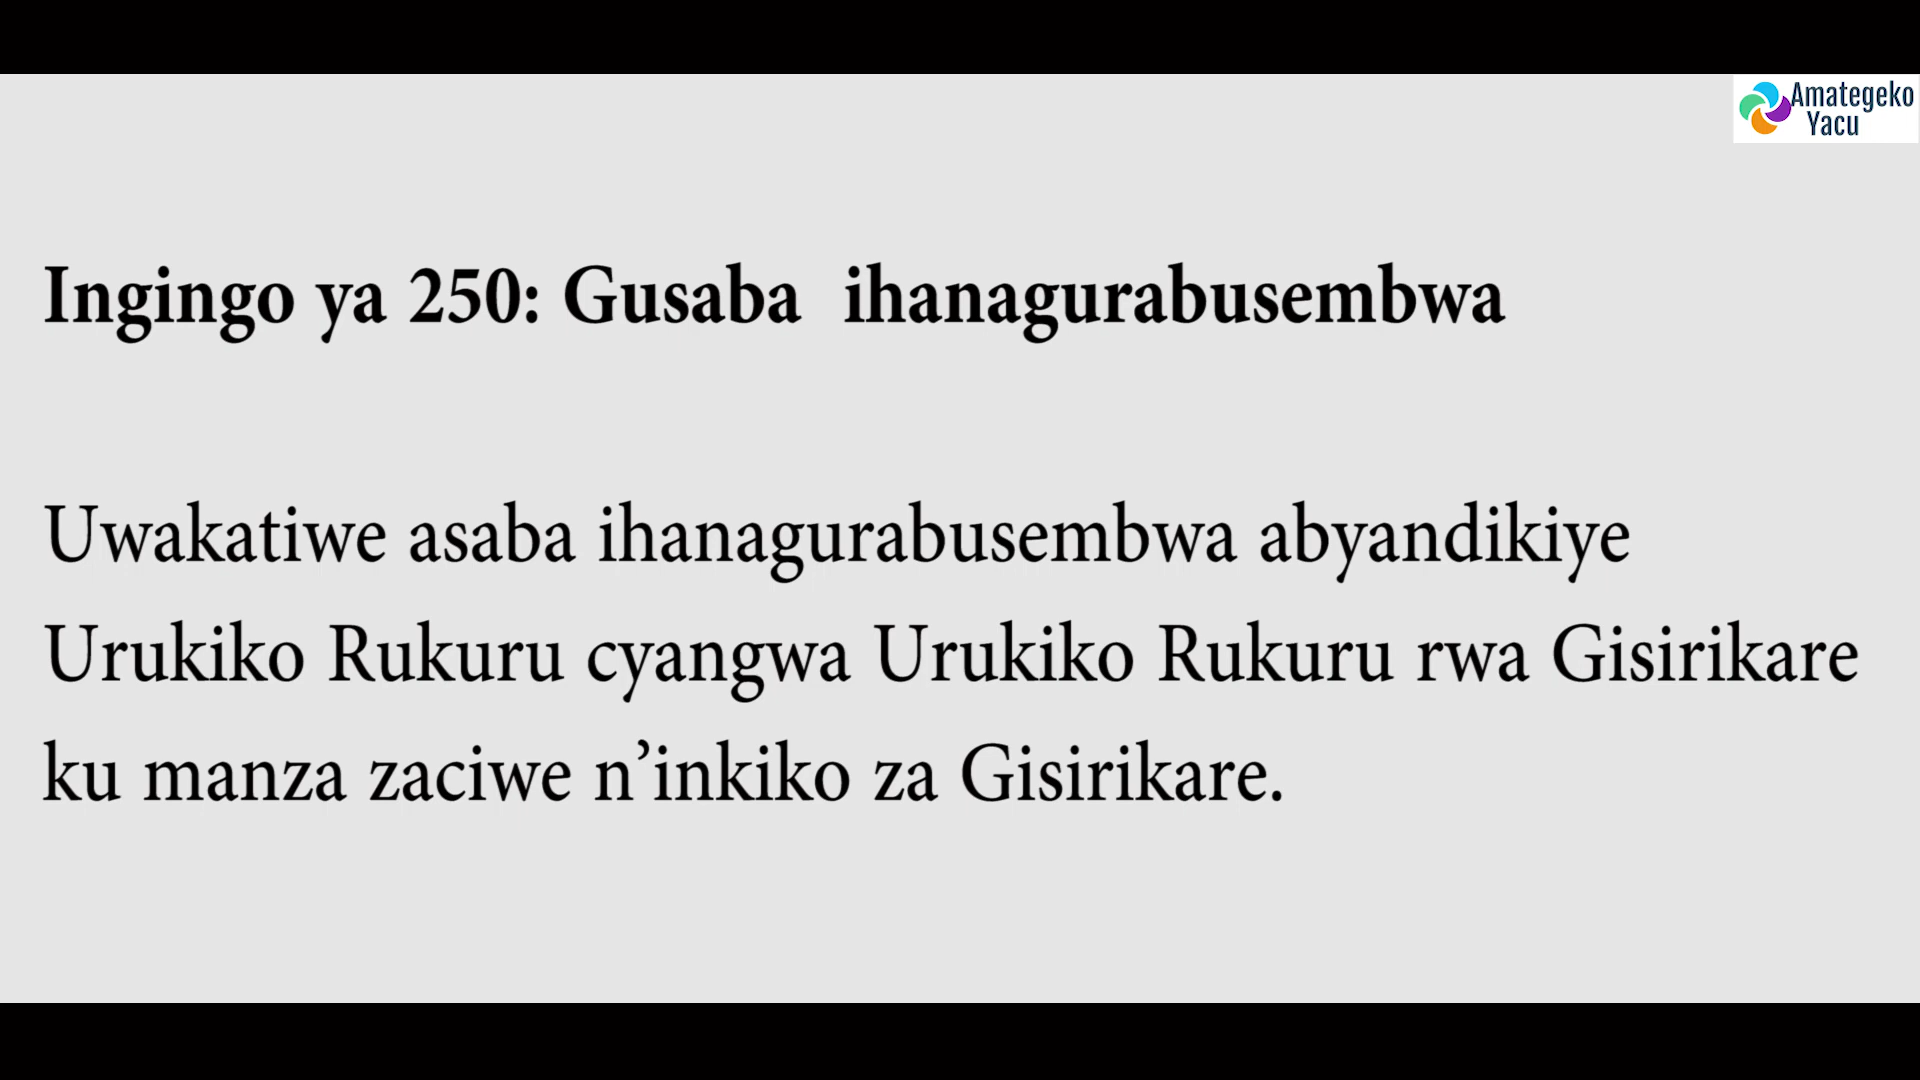 Amategeko
Yacu
Ingingo ya 250: Gusaba ihanagurabusembwa
Uwakatiwe asaba ihanagurabusembwa abyandikiye
Urukiko Rukuru cyangwa Urukiko Rukuru rwa Gisirikare
ku manza zaciwe n’inkiko za Gisirikare.